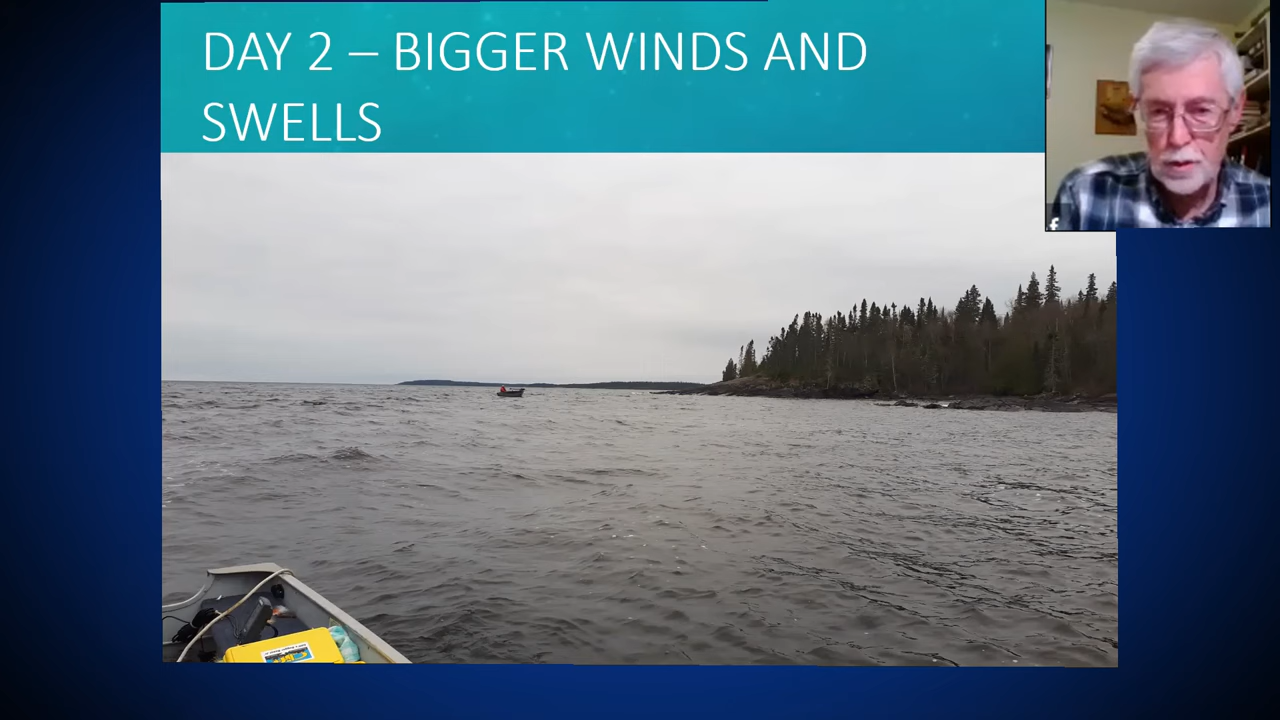 DAY 2 – BIGGER WINDS AND
SWELLS
f